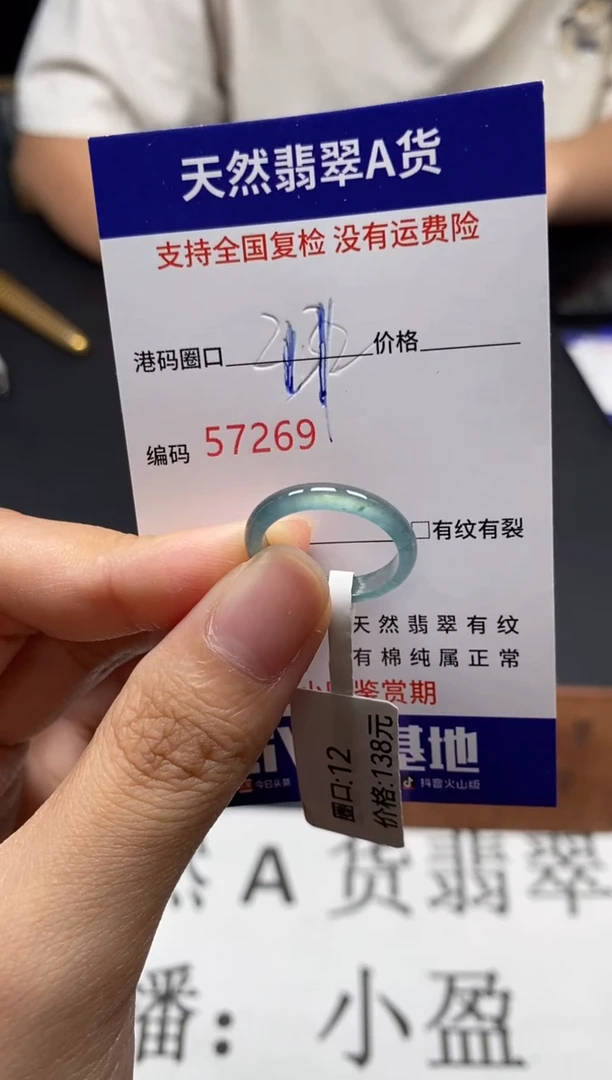 天然翡翠A货
支持全国复检 没有运费险
港码圈口 11 价格
编码 57269
□有纹有裂
天然翡翠有纹
有棉纯属正常
鉴赏期
基地
今日头条 抖音火山版
圈口:12
价格:138元
A货翡翠
播：小盈